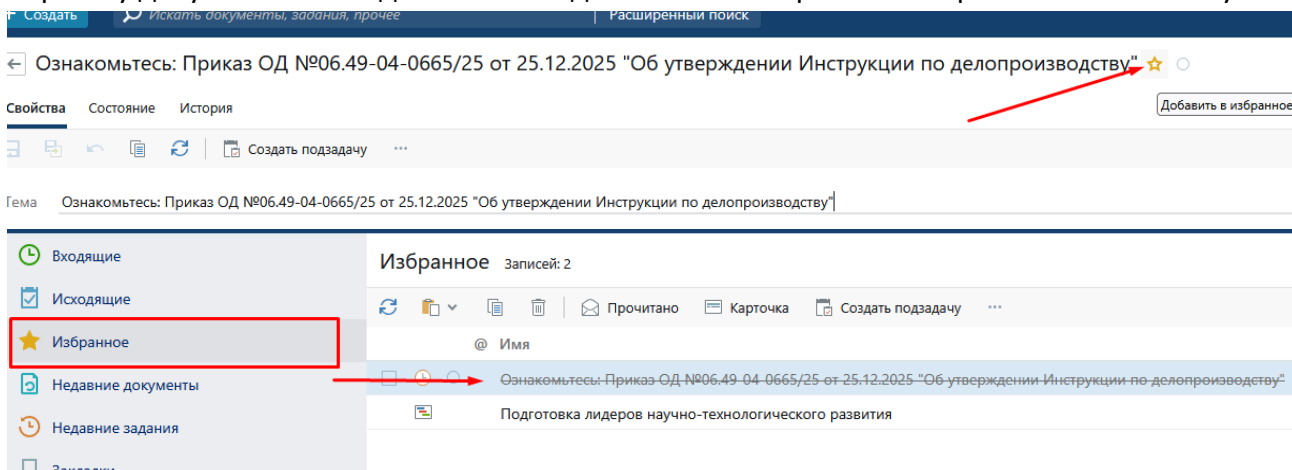 Создать Искать документы, задания, прочее Расширенный поиск
Ознакомьтесь: Приказ ОД №06.49-04-0665/25 от 25.12.2025 "Об утверждении Инструкции по делопроизводству"
Добавить в избранное
Свойства Состояние История
Создать подзадачу ...
Тема Ознакомьтесь: Приказ ОД №06.49-04-0665/25 от 25.12.2025 "Об утверждении Инструкции по делопроизводству"
Входящие
Исходящие
Избранное
Недавние документы
Недавние задания
Избранное Записей: 2
Прочитано Карточка Создать подзадачу ...
@ Имя
Ознакомьтесь: Приказ ОД №06.49-04-0665/25 от 25.12.2025 "Об утверждении Инструкции по делопроизводству"
Подготовка лидеров научно-технологического развития